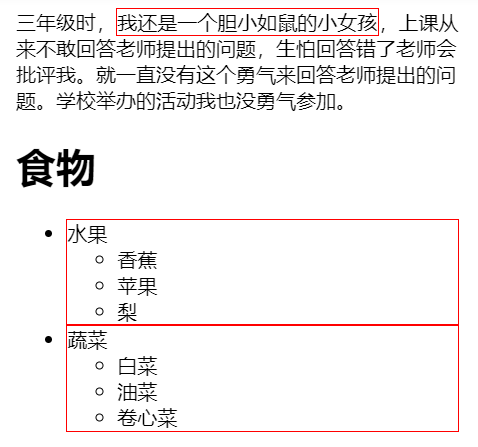 三年级时，我还是一个胆小如鼠的小女孩，上课从
来不敢回答老师提出的问题，生怕回答错了老师会
批评我。就一直没有这个勇气来回答老师提出的问
题。学校举办的活动我也没勇气参加。
食物
水果
香蕉
苹果
梨
蔬菜
白菜
油菜
卷心菜